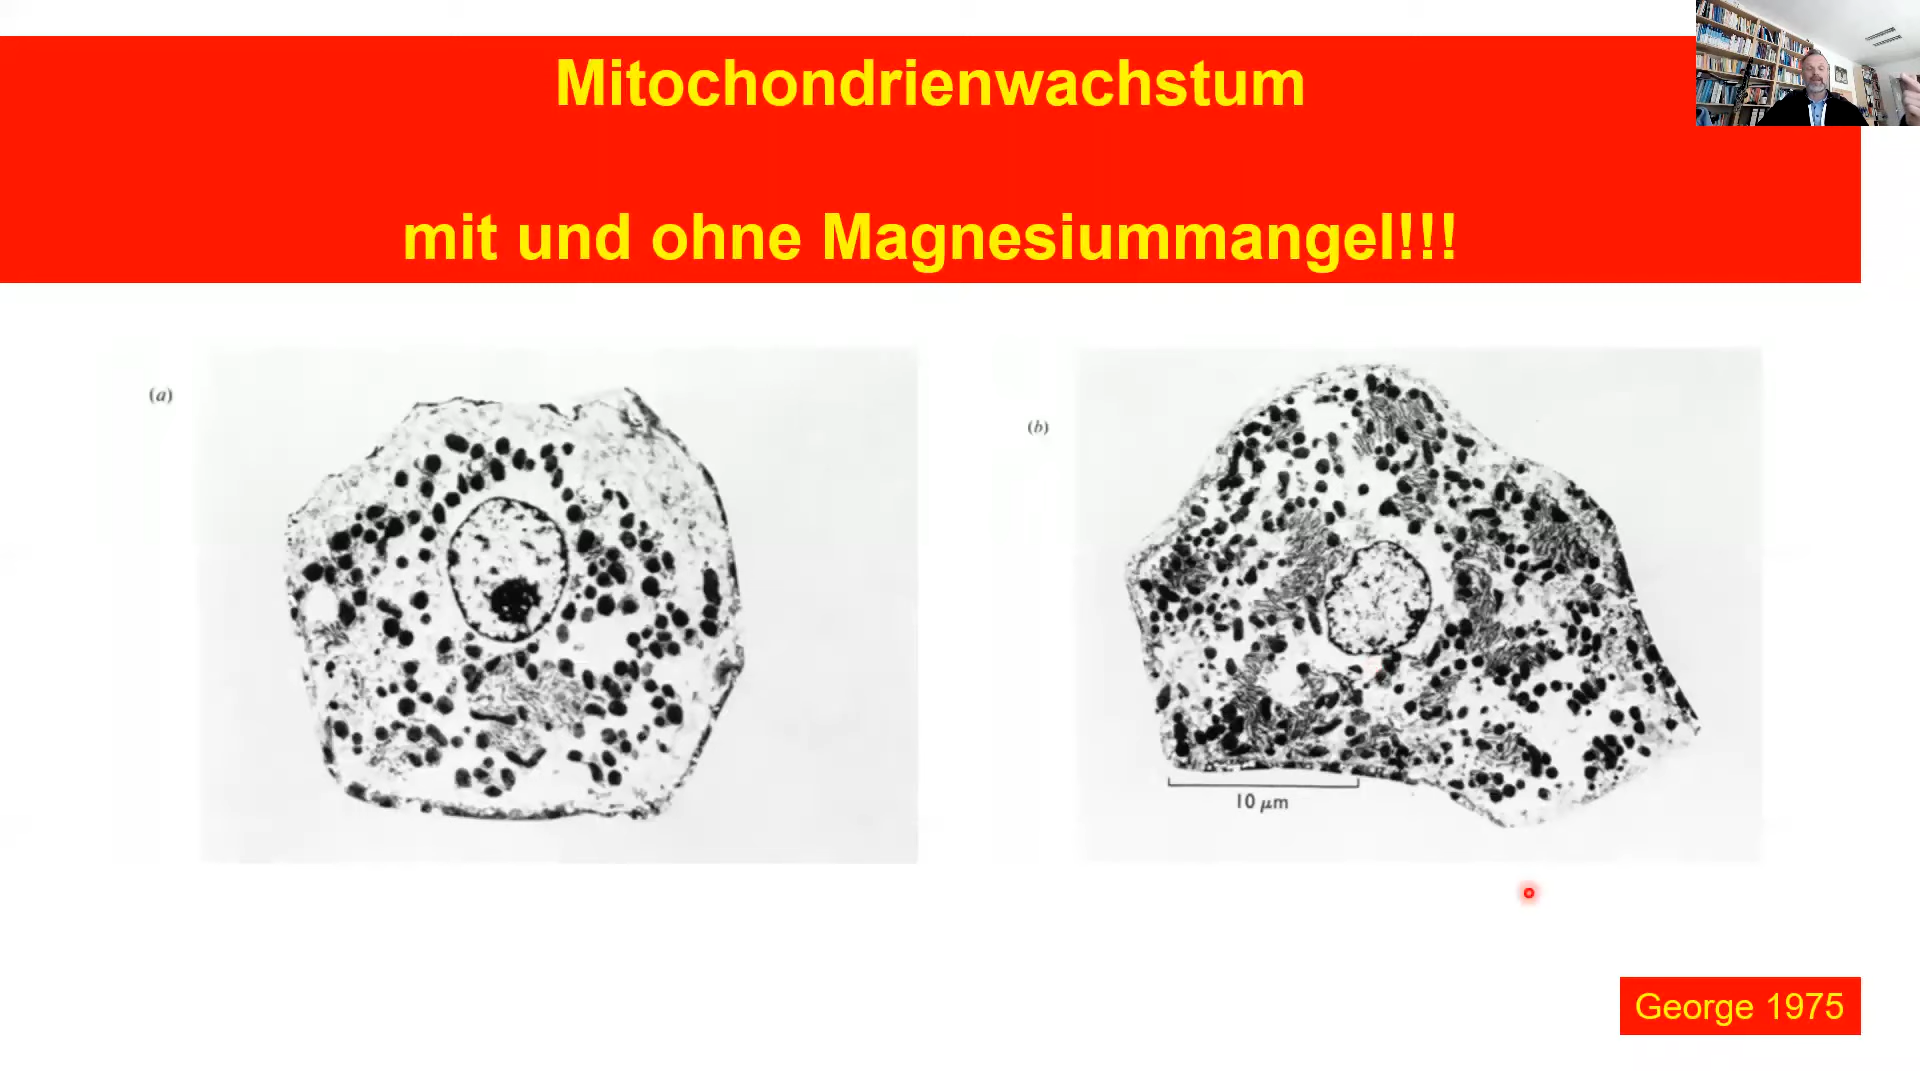 Mitochondrienwachstum
mit und ohne Magnesiummangel!!!
(a)
(b)
10 µm
George 1975